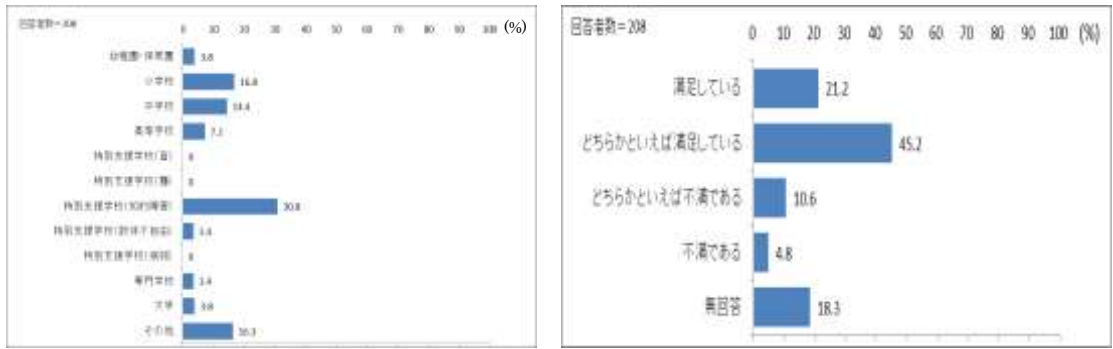 回答者数=208
0 10 20 30 40 50 60 70 80 90 100 (%)
幼稚園・保育園 3.8
小学校 16.8
中学校 14.4
高等学校 7.2
特別支援学校(盲) 0
特別支援学校(聾) 0
特別支援学校(知的障害) 30.8
特別支援学校(肢体不自由) 3.4
特別支援学校(病弱) 0
専門学校 3.4
大学 3.8
その他 16.3
回答者数=208
0 10 20 30 40 50 60 70 80 90 100 (%)
満足している 21.2
どちらかといえば満足している 45.2
どちらかといえば不満である 10.6
不満である 4.8
無回答 18.3